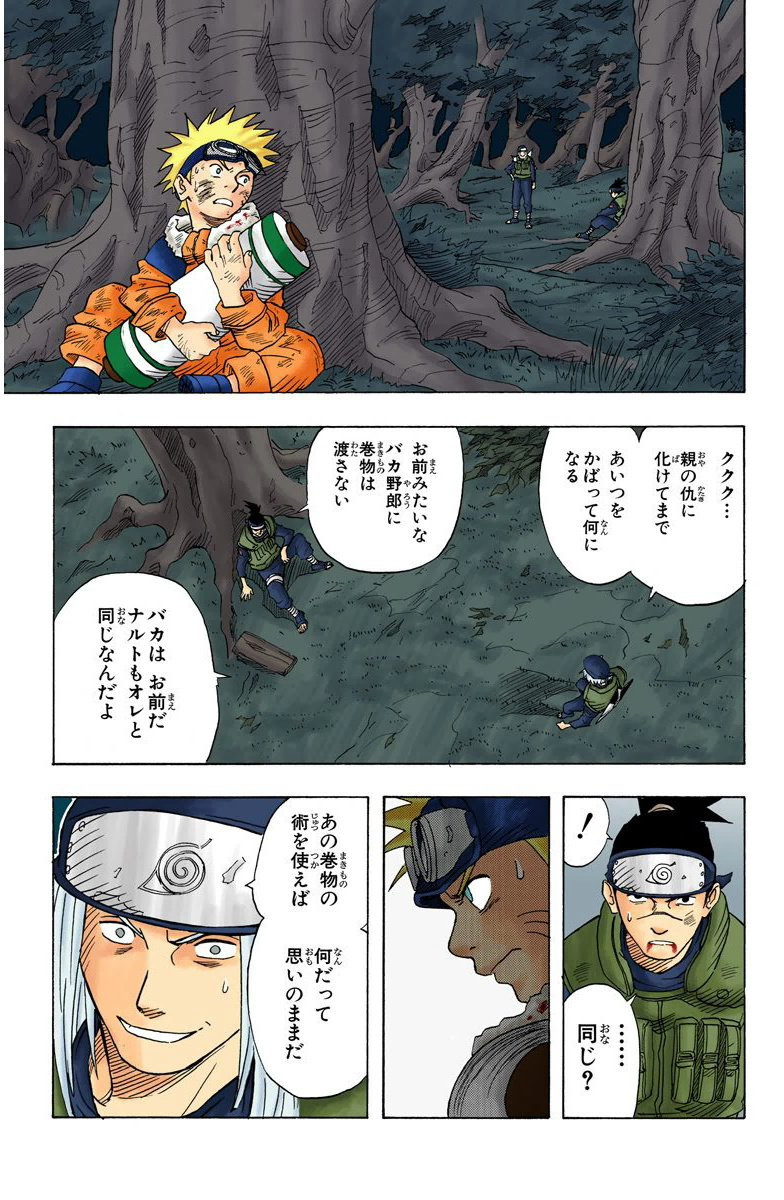 ククク…
親の仇に
化けてまで
あいつを
かばって何に
なる
お前みたいな
バカ野郎に
巻物は
渡さない
バカは お前だ
ナルトもオレと
同じなんだよ
！
……
同じ？
あの巻物の
術を使えば
何だって
思いのままだ